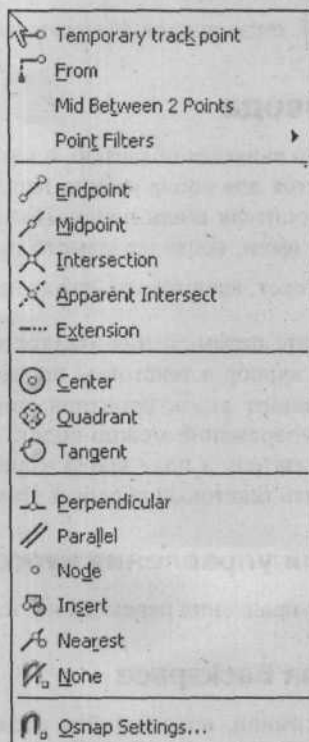 Temporary track point
From
Mid Between 2 Points
Point Filters
Endpoint
Midpoint
Intersection
Apparent Intersect
Extension
Center
Quadrant
Tangent
Perpendicular
Parallel
Node
Insert
Nearest
None
Osnap Settings...